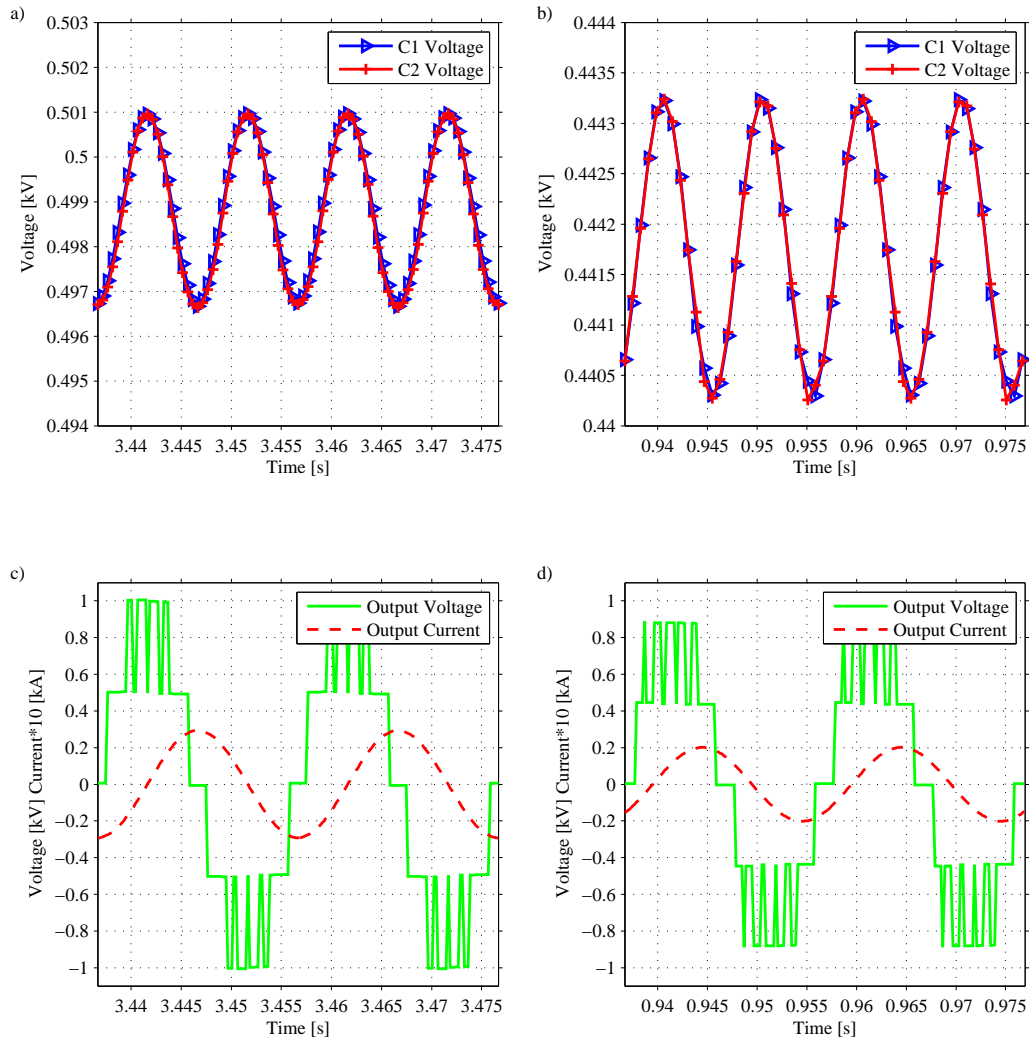 a)
0.503
0.502
0.501
0.5
0.499
0.498
0.497
0.496
0.495
0.494
Voltage [kV]
C1 Voltage
C2 Voltage
3.44 3.445 3.45 3.455 3.46 3.465 3.47 3.475
Time [s]
b)
0.444
0.4435
0.443
0.4425
0.442
0.4415
0.441
0.4405
0.44
Voltage [kV]
C1 Voltage
C2 Voltage
0.94 0.945 0.95 0.955 0.96 0.965 0.97 0.975
Time [s]
c)
1
0.8
0.6
0.4
0.2
0
−0.2
−0.4
−0.6
−0.8
−1
Voltage [kV] Current*10 [kA]
Output Voltage
Output Current
3.44 3.445 3.45 3.455 3.46 3.465 3.47 3.475
Time [s]
d)
1
0.8
0.6
0.4
0.2
0
−0.2
−0.4
−0.6
−0.8
−1
Voltage [kV] Current*10 [kA]
Output Voltage
Output Current
0.94 0.945 0.95 0.955 0.96 0.965 0.97 0.975
Time [s]